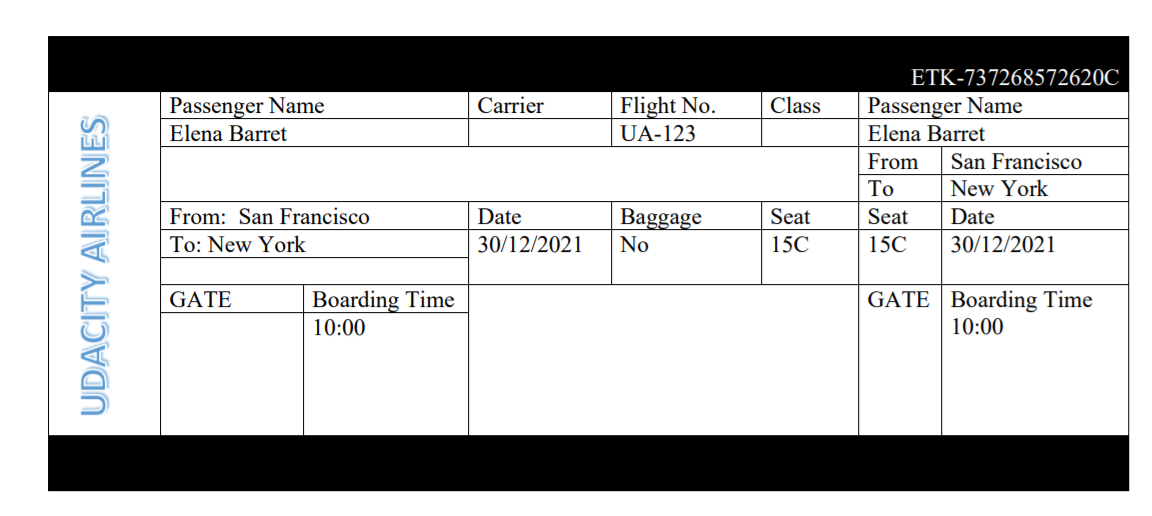 ETK-737268572620C
UDACITY AIRLINES
Passenger Name Carrier Flight No. Class Passenger Name
Elena Barret UA-123 Elena Barret
From San Francisco
To New York
From: San Francisco Date Baggage Seat Seat Date
To: New York 30/12/2021 No 15C 15C 30/12/2021
GATE Boarding Time GATE Boarding Time
10:00 10:00